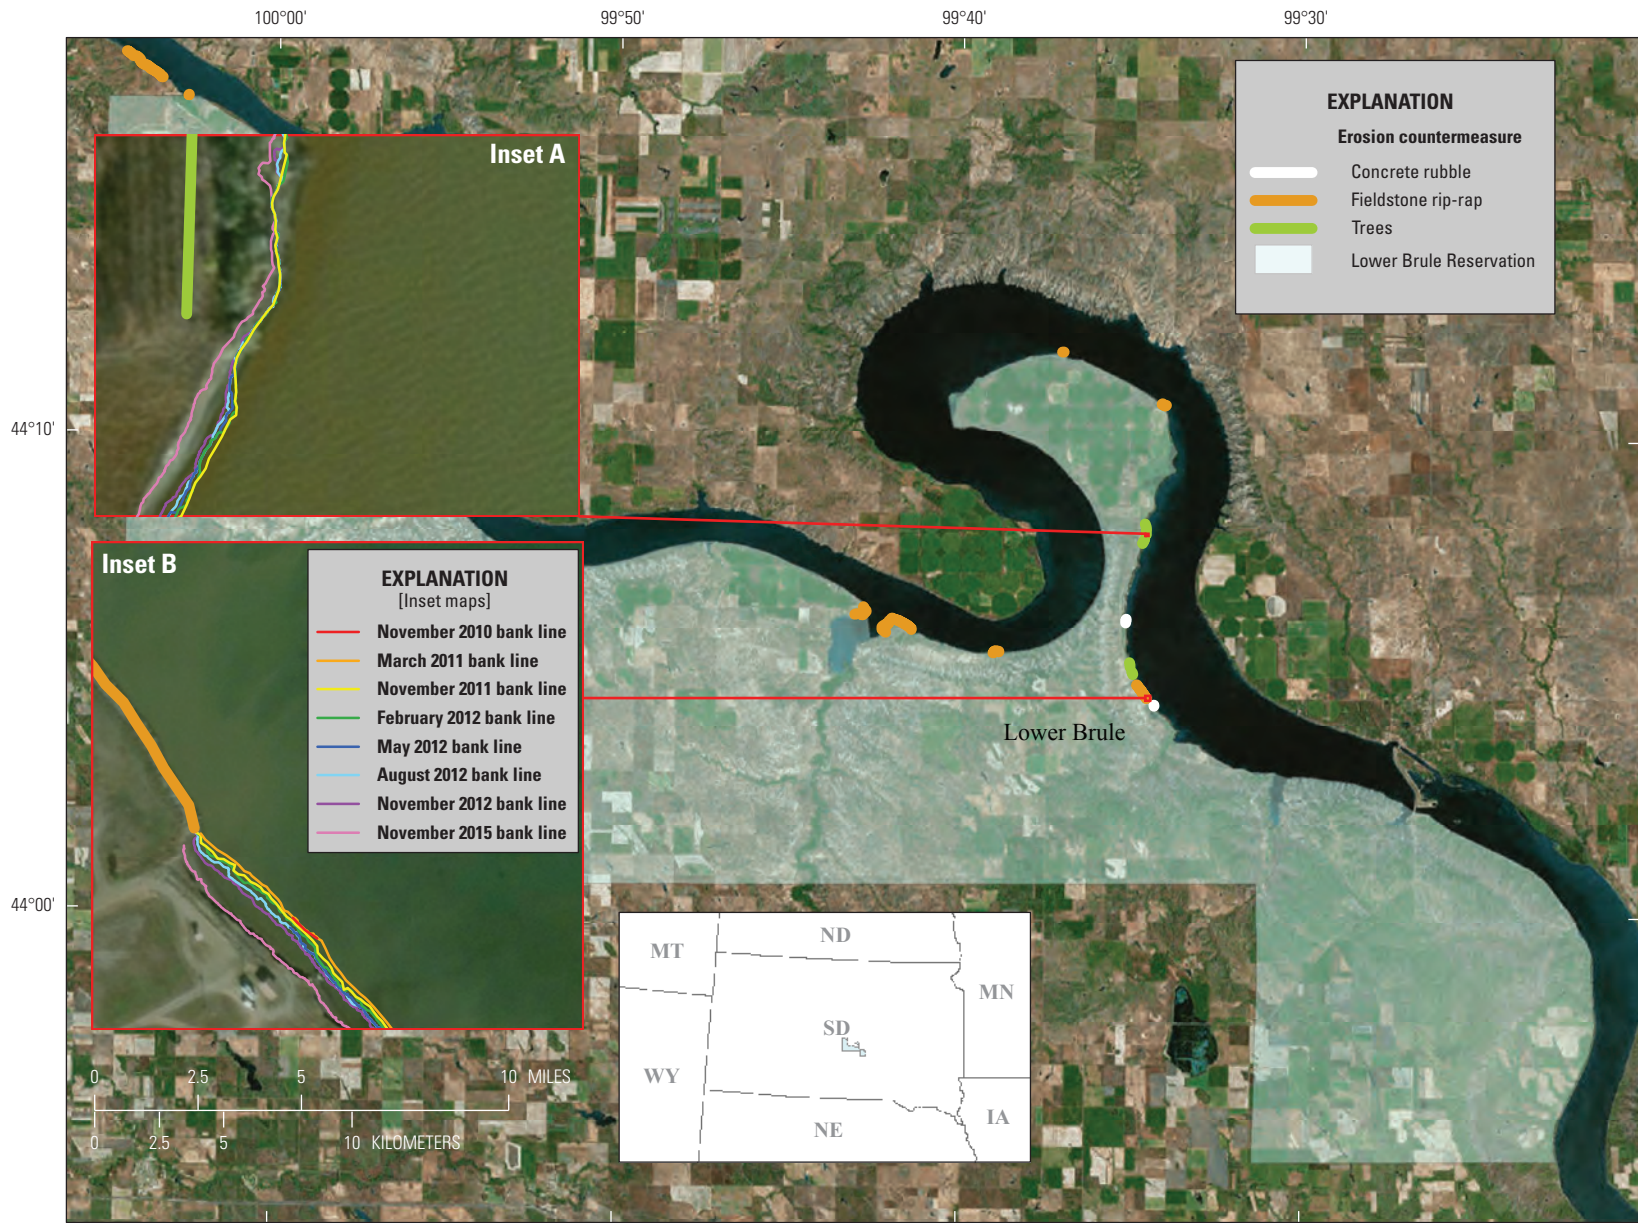 100°00'
99°50'
99°40'
99°30'
44°10'
44°00'
EXPLANATION
Erosion countermeasure
Concrete rubble
Fieldstone rip-rap
Trees
Lower Brule Reservation
Inset A
Inset B
EXPLANATION
[Inset maps]
November 2010 bank line
March 2011 bank line
November 2011 bank line
February 2012 bank line
May 2012 bank line
August 2012 bank line
November 2012 bank line
November 2015 bank line
Lower Brule
MT
ND
MN
SD
WY
NE
IA
0 2.5 5 10 MILES
0 2.5 5 10 KILOMETERS